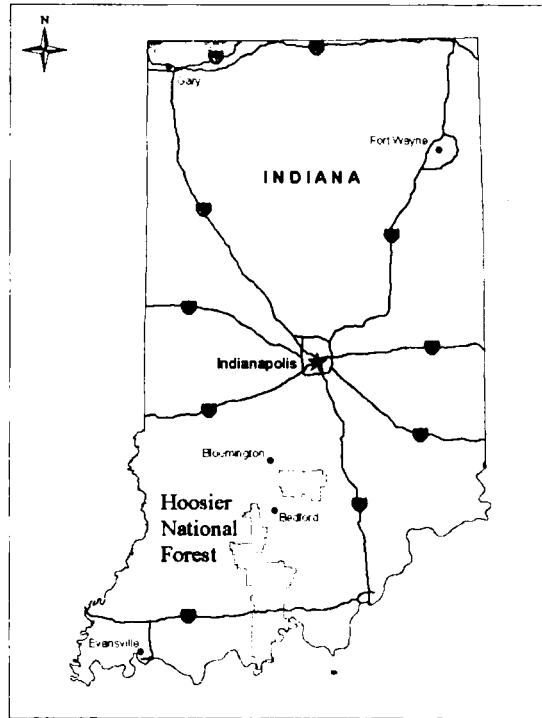 N
Gary
Fort Wayne
INDIANA
Indianapolis
Bloomington
Hoosier
National
Forest
Bedford
Evansville